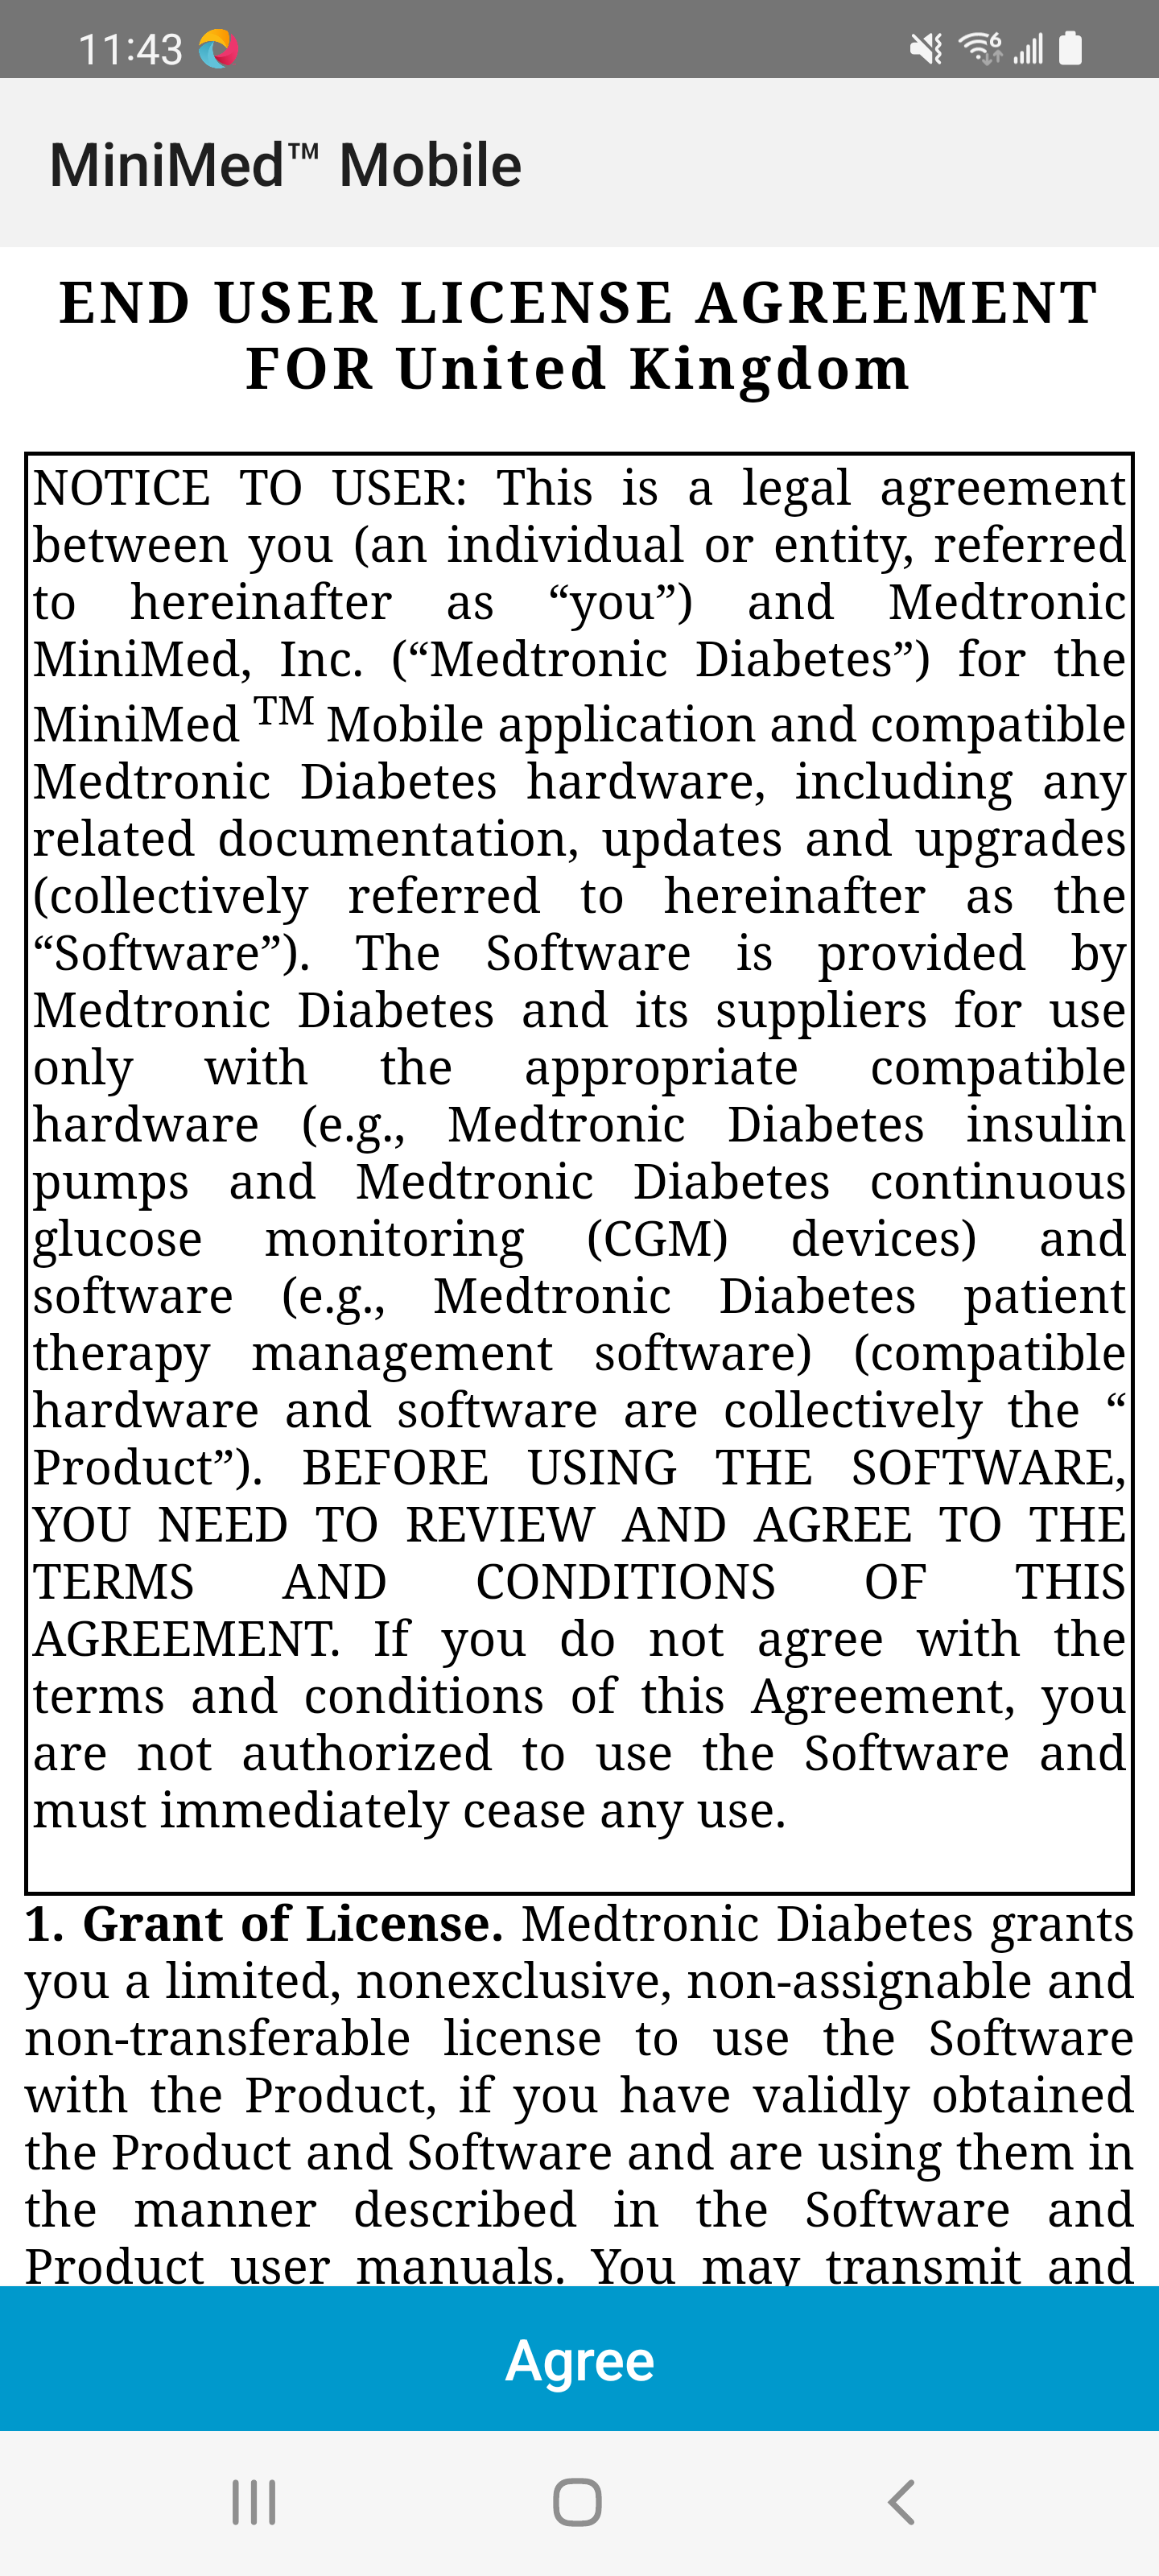 11:43
6
MiniMed™ Mobile
END USER LICENSE AGREEMENT
FOR United Kingdom
NOTICE TO USER: This is a legal agreement
between you (an individual or entity, referred
to hereinafter as “you”) and Medtronic
MiniMed, Inc. (“Medtronic Diabetes”) for the
MiniMed ™ Mobile application and compatible
Medtronic Diabetes hardware, including any
related documentation, updates and upgrades
(collectively referred to hereinafter as the
“Software”). The Software is provided by
Medtronic Diabetes and its suppliers for use
only with the appropriate compatible
hardware (e.g., Medtronic Diabetes insulin
pumps and Medtronic Diabetes continuous
glucose monitoring (CGM) devices) and
software (e.g., Medtronic Diabetes patient
therapy management software) (compatible
hardware and software are collectively the “
Product”). BEFORE USING THE SOFTWARE,
YOU NEED TO REVIEW AND AGREE TO THE
TERMS AND CONDITIONS OF THIS
AGREEMENT. If you do not agree with the
terms and conditions of this Agreement, you
are not authorized to use the Software and
must immediately cease any use.
1. Grant of License. Medtronic Diabetes grants
you a limited, nonexclusive, non-assignable and
non-transferable license to use the Software
with the Product, if you have validly obtained
the Product and Software and are using them in
the manner described in the Software and
Product user manuals. You may transmit and
Agree